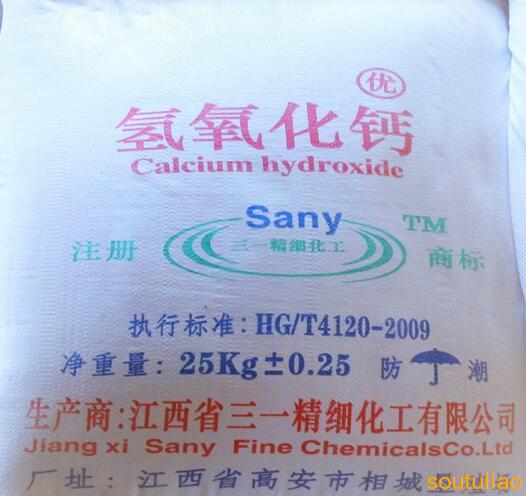 优
氢氧化钙
Calcium hydroxide
Sany TM
注册 三一精细化工 商标
执行标准:HG/T4120-2009
净重量:25Kg±0.25 防 潮
生产商:江西省三一精细化工有限公司
Jiang xi Sany Fine ChemicalsCo.Ltd
厂址:江西省高安市相城
soutuliao